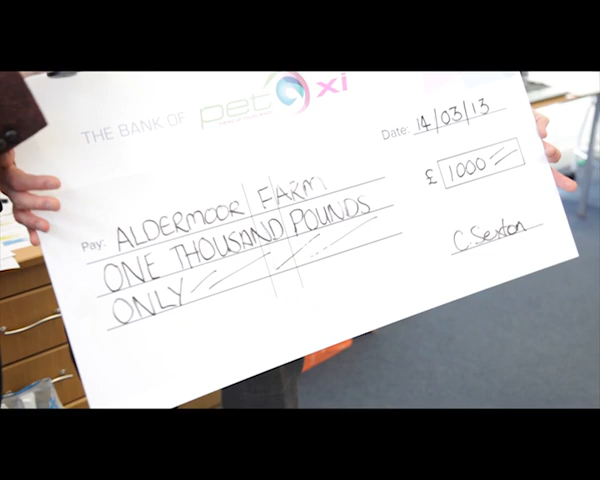 THE BANK OF pet xi
Date: 14/03/13
Pay: ALDERMOOR FARM
£ 1000
ONE THOUSAND POUNDS
ONLY
C. Sexton